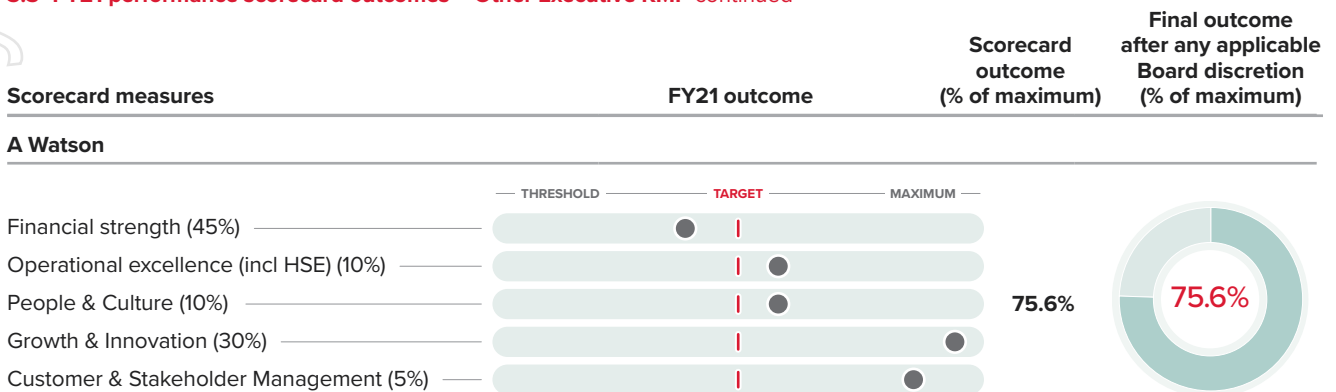 Scorecard measures
FY21 outcome
Scorecard
outcome
(% of maximum)
Final outcome
after any applicable
Board discretion
(% of maximum)
A Watson
THRESHOLD TARGET MAXIMUM
Financial strength (45%)
Operational excellence (incl HSE) (10%)
People & Culture (10%)
Growth & Innovation (30%)
Customer & Stakeholder Management (5%)
75.6%
75.6%